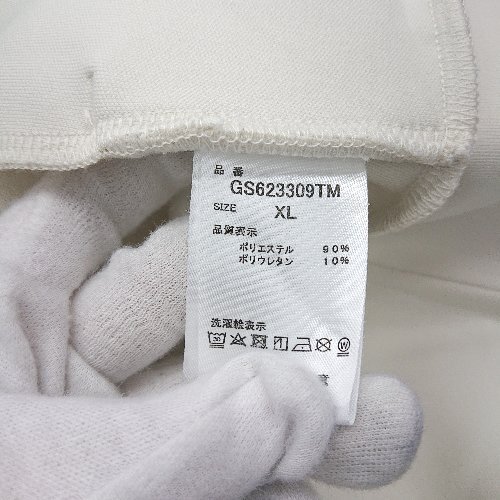 品 番
GS623309TM
SIZE XL
品質表示
ポリエステル 90%
ポリウレタン 10%
洗濯絵表示